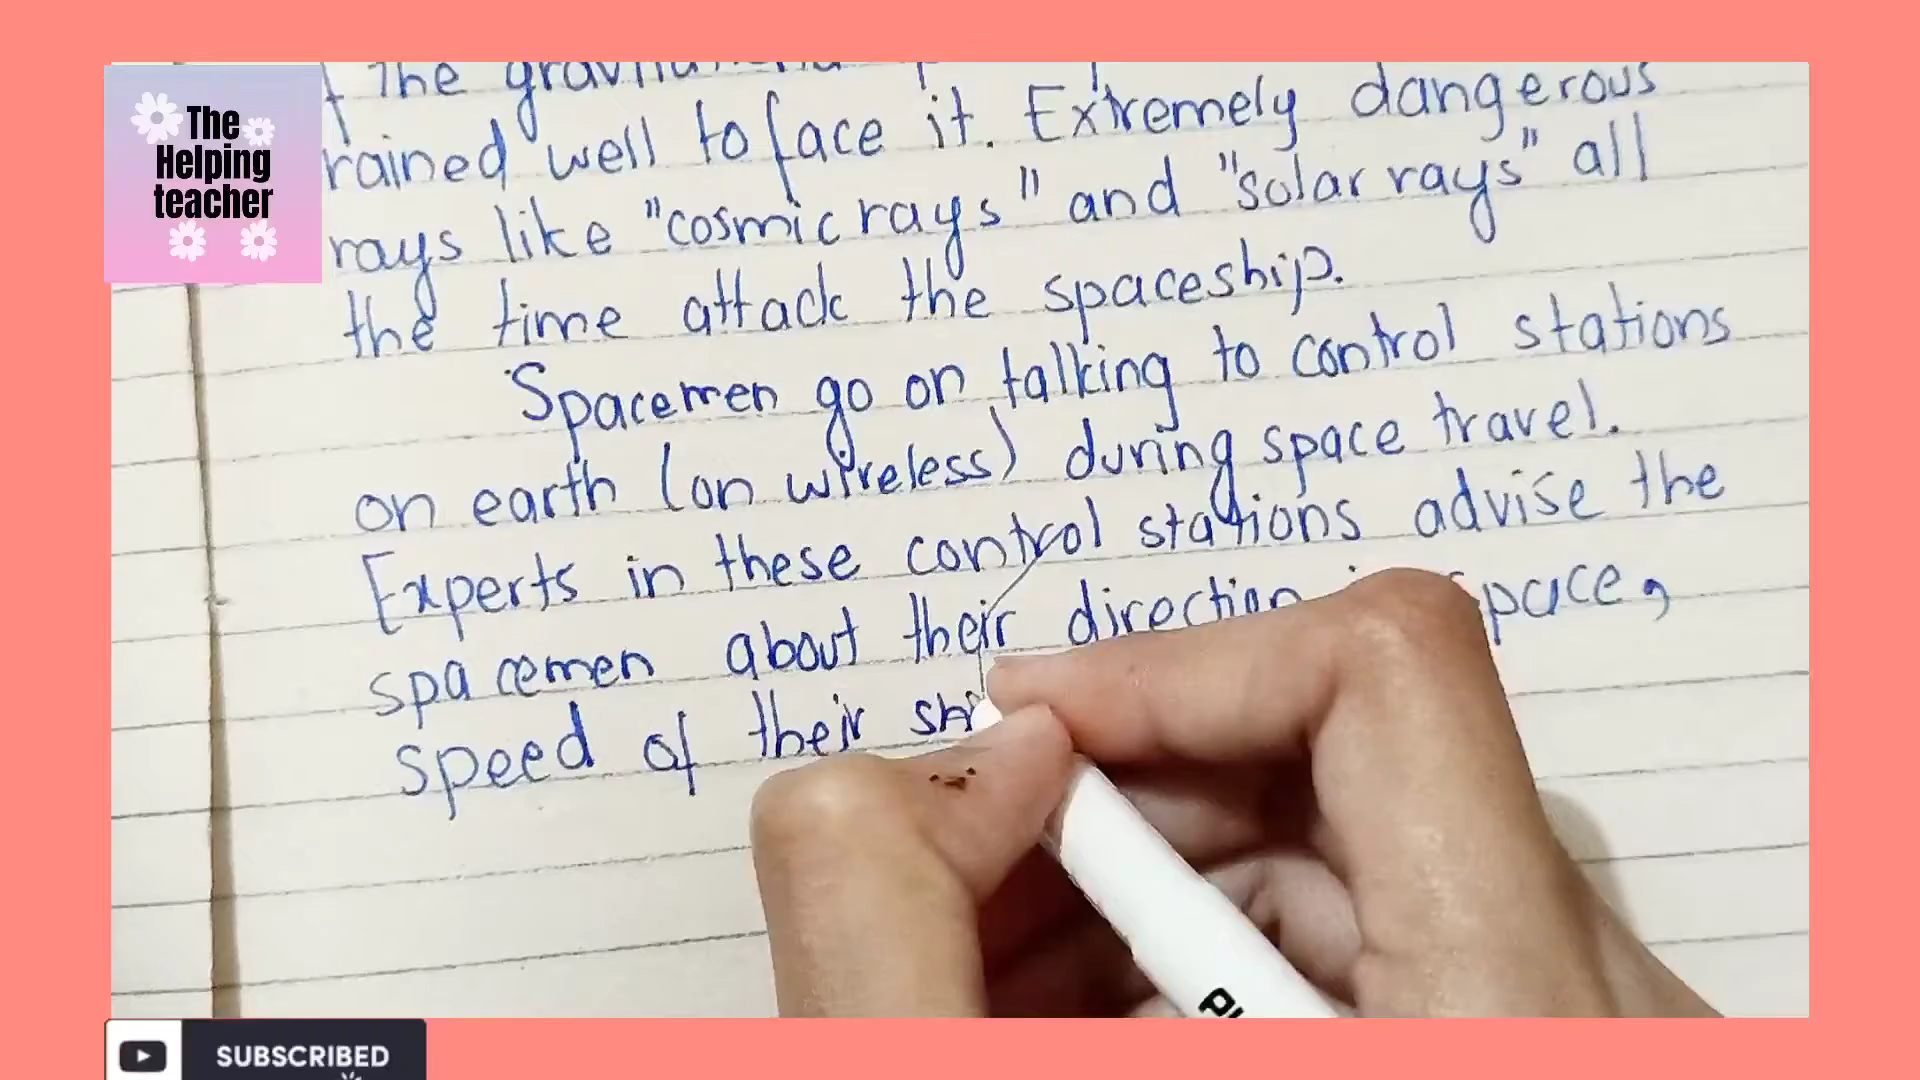 The
Helping
teacher
the
rained well to face it. Extremely dangerous
rays like "cosmic rays" and "solar rays" all
the time attack the spaceship.
Spacemen go on talking to control stations
on earth (on wireless) during space travel.
Experts in these control stations advise the
spacemen about their direction space,
speed of their
SUBSCRIBED